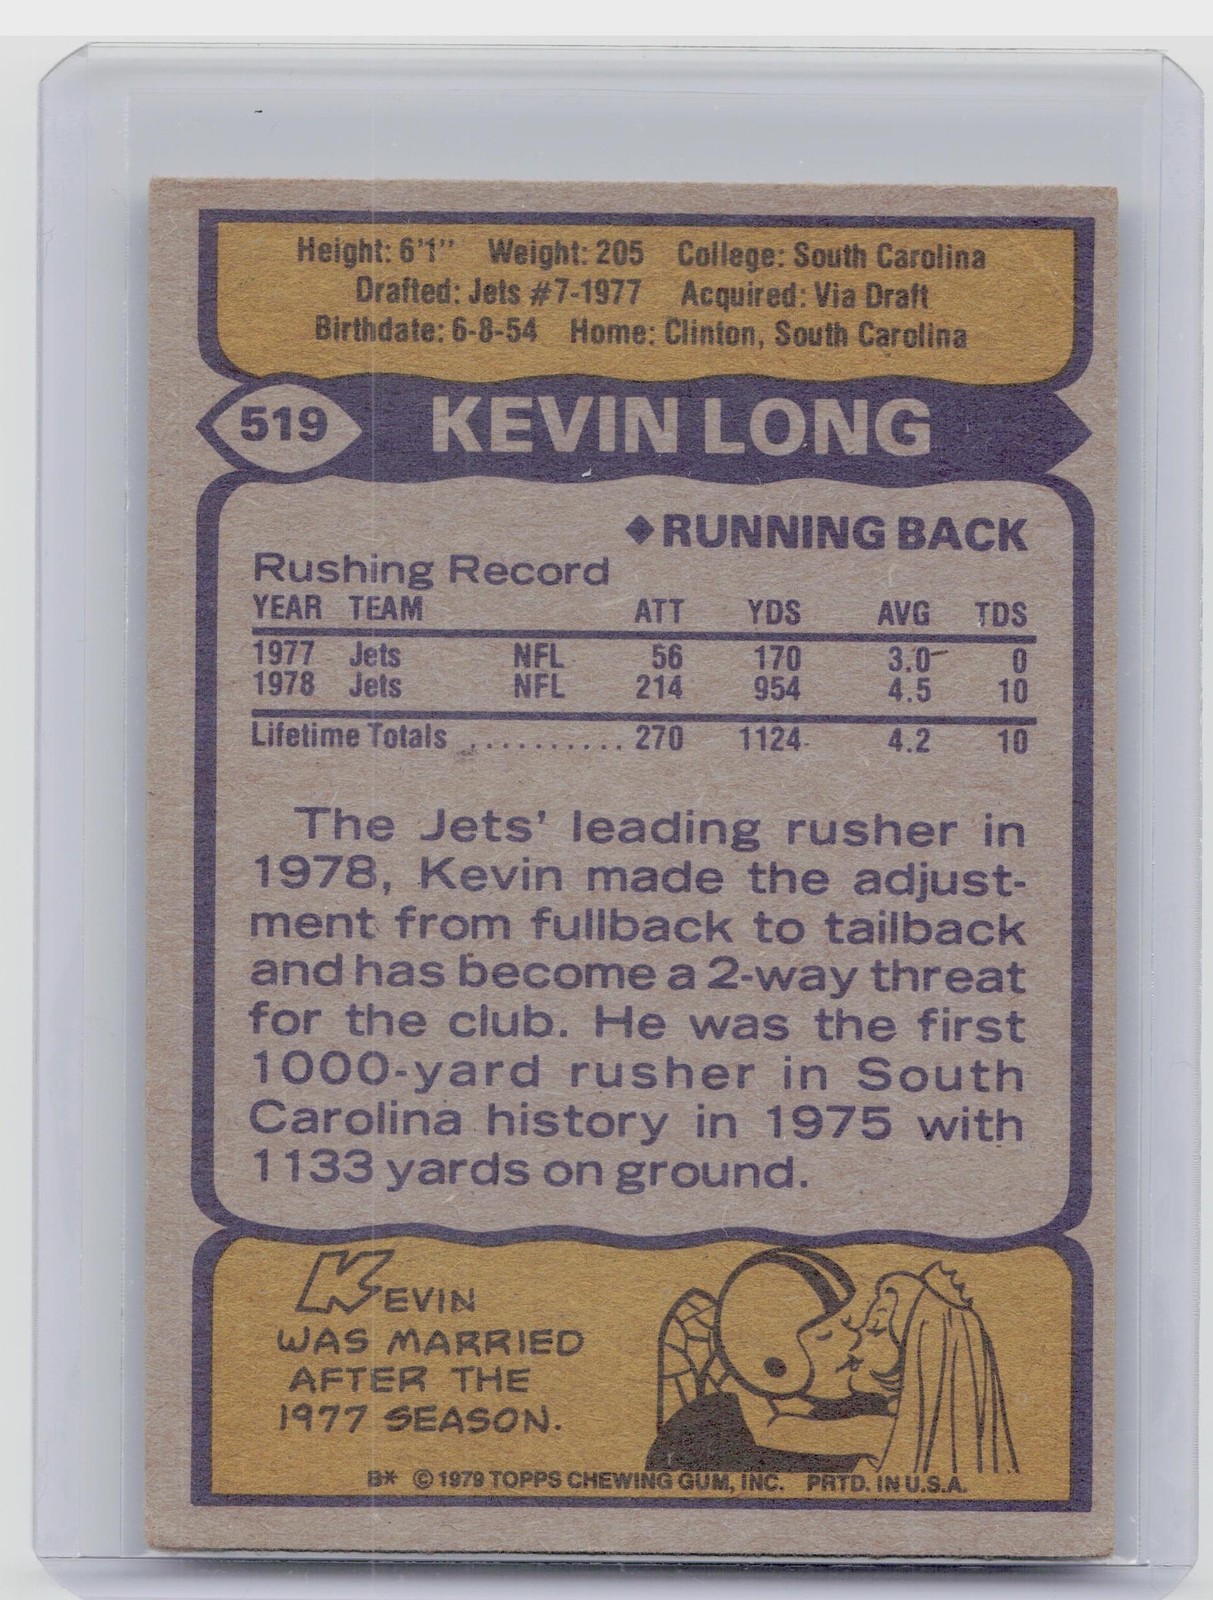 Height: 6'1" Weight: 205 College: South Carolina
Drafted: Jets #7-1977 Acquired: Via Draft
Birthdate: 6-8-54 Home: Clinton, South Carolina
519 KEVIN LONG
◆RUNNING BACK
Rushing Record
YEAR TEAM ATT YDS AVG TDS
1977 Jets NFL 56 170 3.0 0
1978 Jets NFL 214 954 4.5 10
Lifetime Totals .......... 270 1124 4.2 10
The Jets' leading rusher in
1978, Kevin made the adjust-
ment from fullback to tailback
and has become a 2-way threat
for the club. He was the first
1000-yard rusher in South
Carolina history in 1975 with
1133 yards on ground.
KEVIN
WAS MARRIED
AFTER THE
1977 SEASON.
B* © 1979 TOPPS CHEWING GUM, INC. PRTD. IN U.S.A.